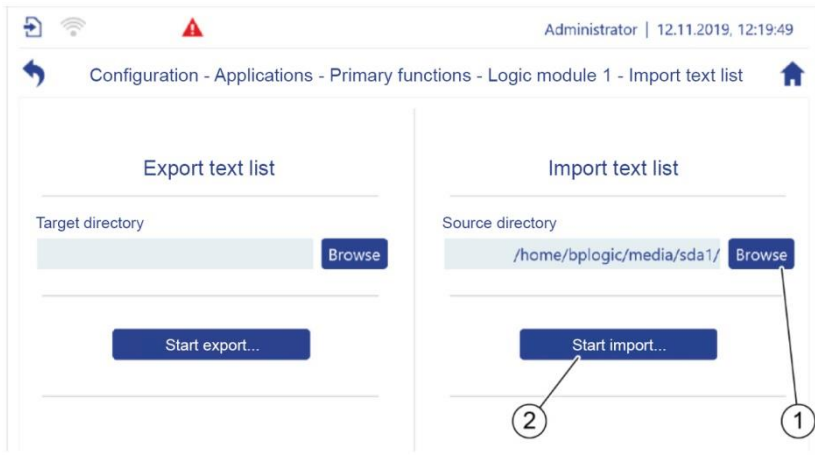 Administrator | 12.11.2019, 12:19:49
Configuration - Applications - Primary functions - Logic module 1 - Import text list
Export text list
Target directory
Browse
Start export...
Import text list
Source directory
/home/bplogic/media/sda1/ Browse
Start import...
2
1